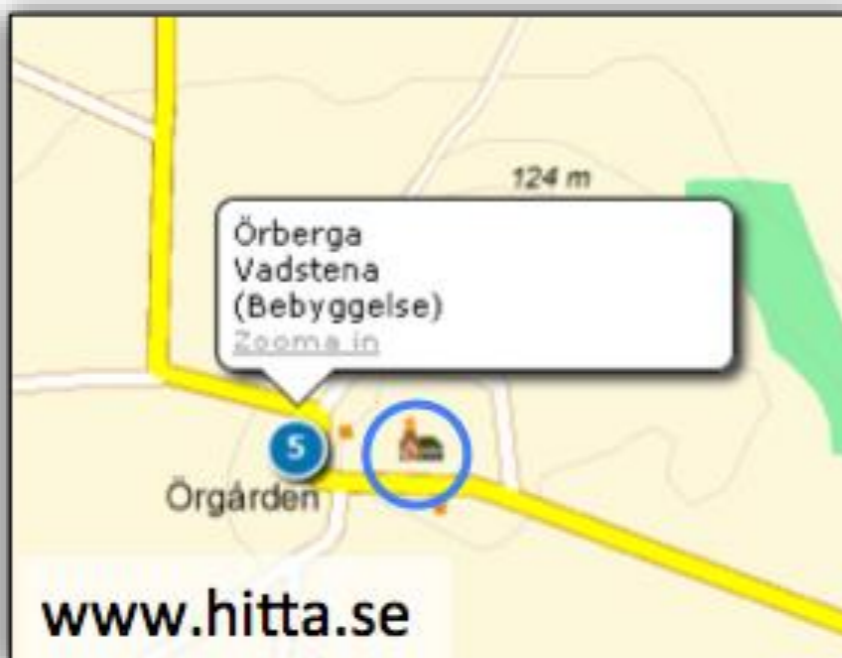 124 m
Örberga
Vadstena
(Bebyggelse)
Zooma in
5
Örgården
www.hitta.se